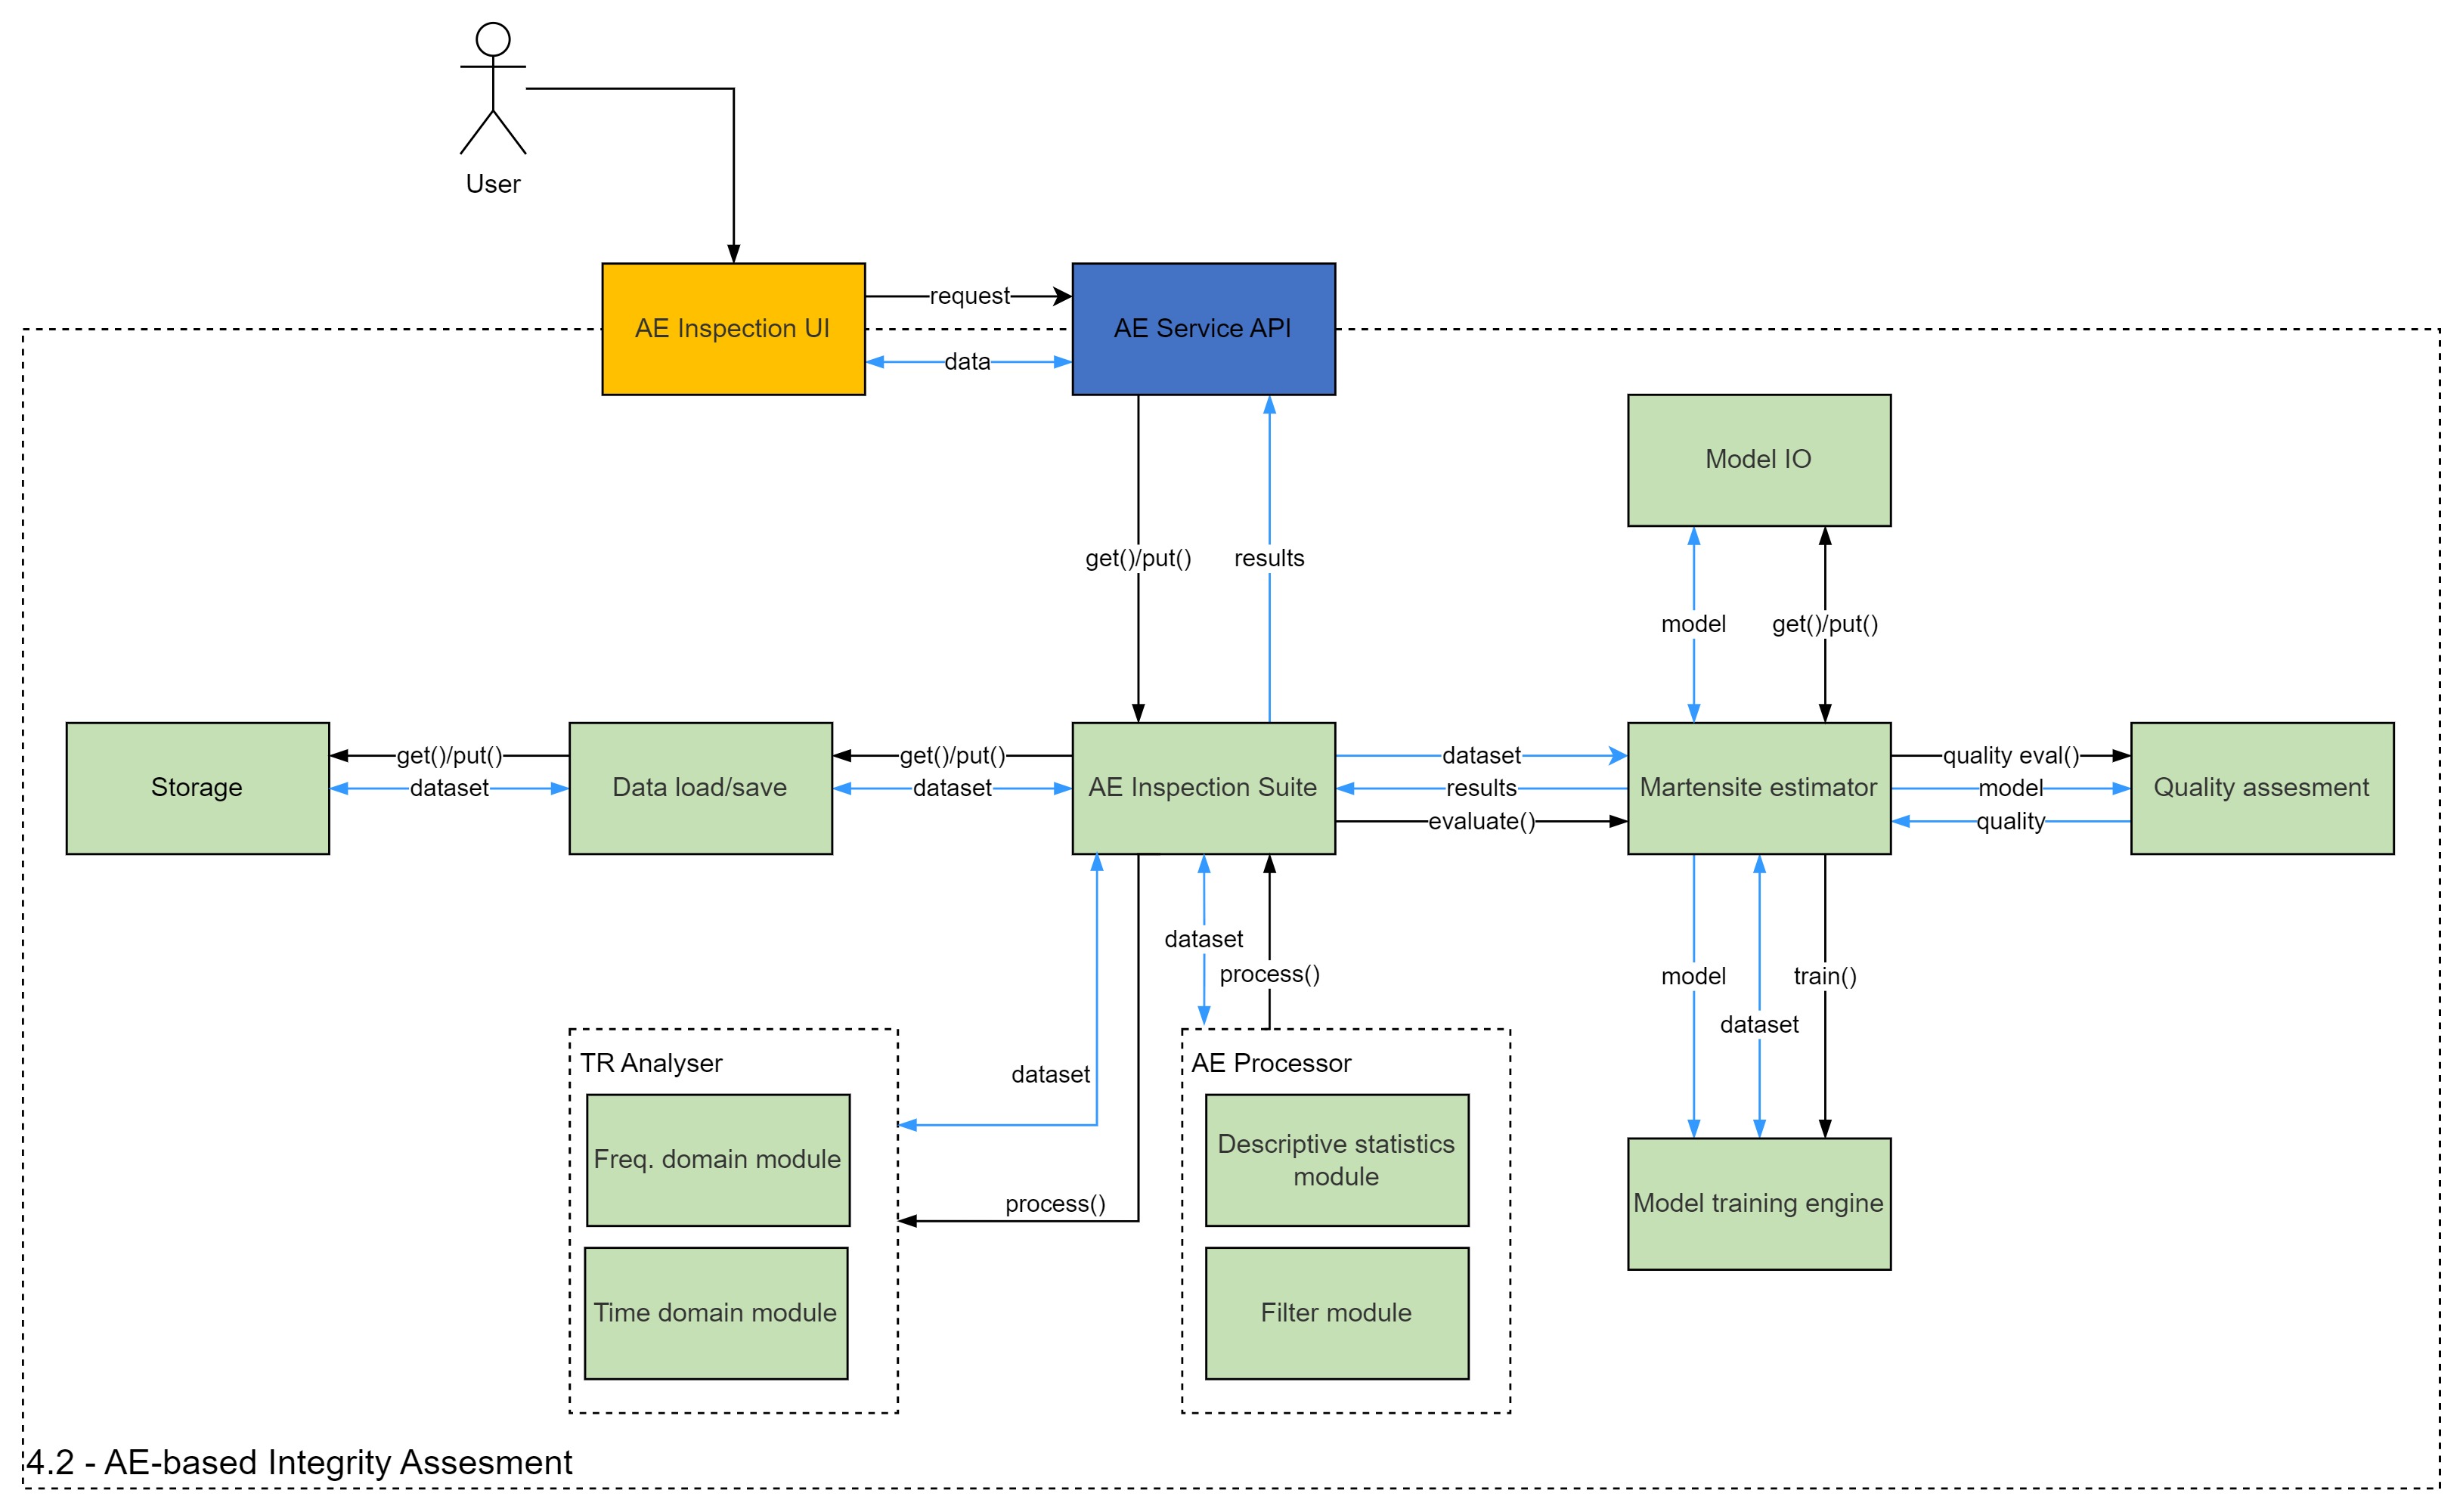 User
AE Inspection UI
request
AE Service API
data
Model IO
get()/put()
results
model
get()/put()
Storage
get()/put()
dataset
Data load/save
get()/put()
dataset
AE Inspection Suite
dataset
results
evaluate()
Martensite estimator
quality eval()
model
quality
Quality assesment
dataset
process()
model
dataset
train()
TR Analyser
dataset
AE Processor
Freq. domain module
process()
Descriptive statistics
module
Model training engine
Time domain module
Filter module
4.2 - AE-based Integrity Assesment